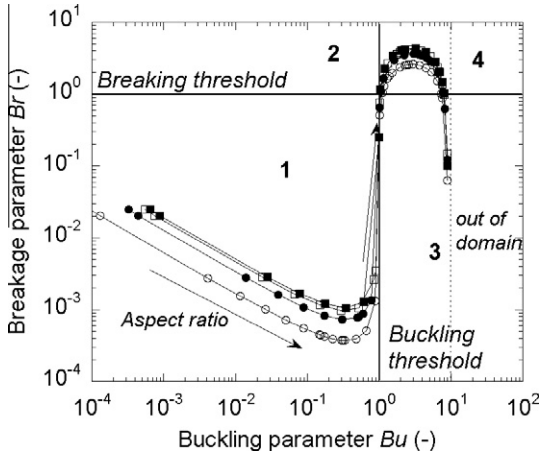 2
4
Breaking threshold
1
3
out of
domain
Aspect ratio
Buckling
threshold
Breakage parameter Br (-)
10^1
10^0
10^-1
10^-2
10^-3
10^-4
10^-4
10^-3
10^-2
10^-1
10^0
10^1
10^2
Buckling parameter Bu (-)